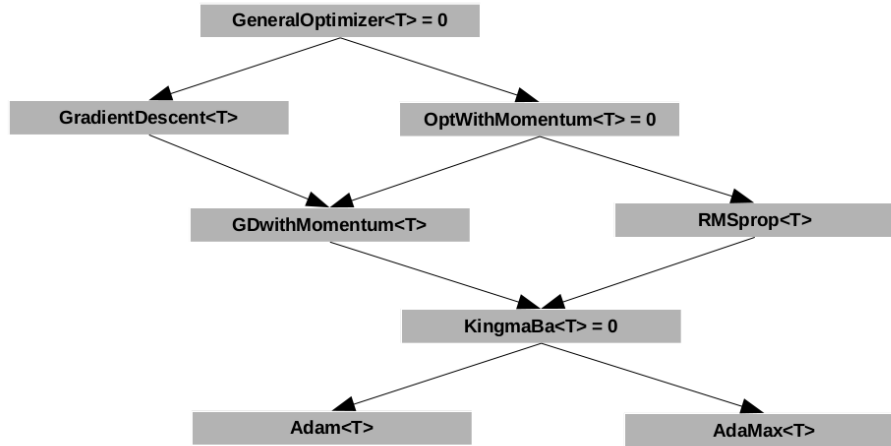 GeneralOptimizer<T> = 0
GradientDescent<T>
OptWithMomentum<T> = 0
GDwithMomentum<T>
RMSprop<T>
KingmaBa<T> = 0
Adam<T>
AdaMax<T>